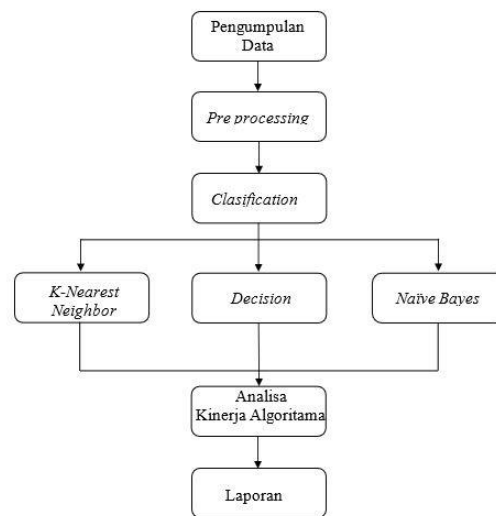 Pengumpulan
Data
Pre processing
Clasification
K-Nearest
Neighbor
Decision
Naïve Bayes
Analisa
Kinerja Algoritama
Laporan